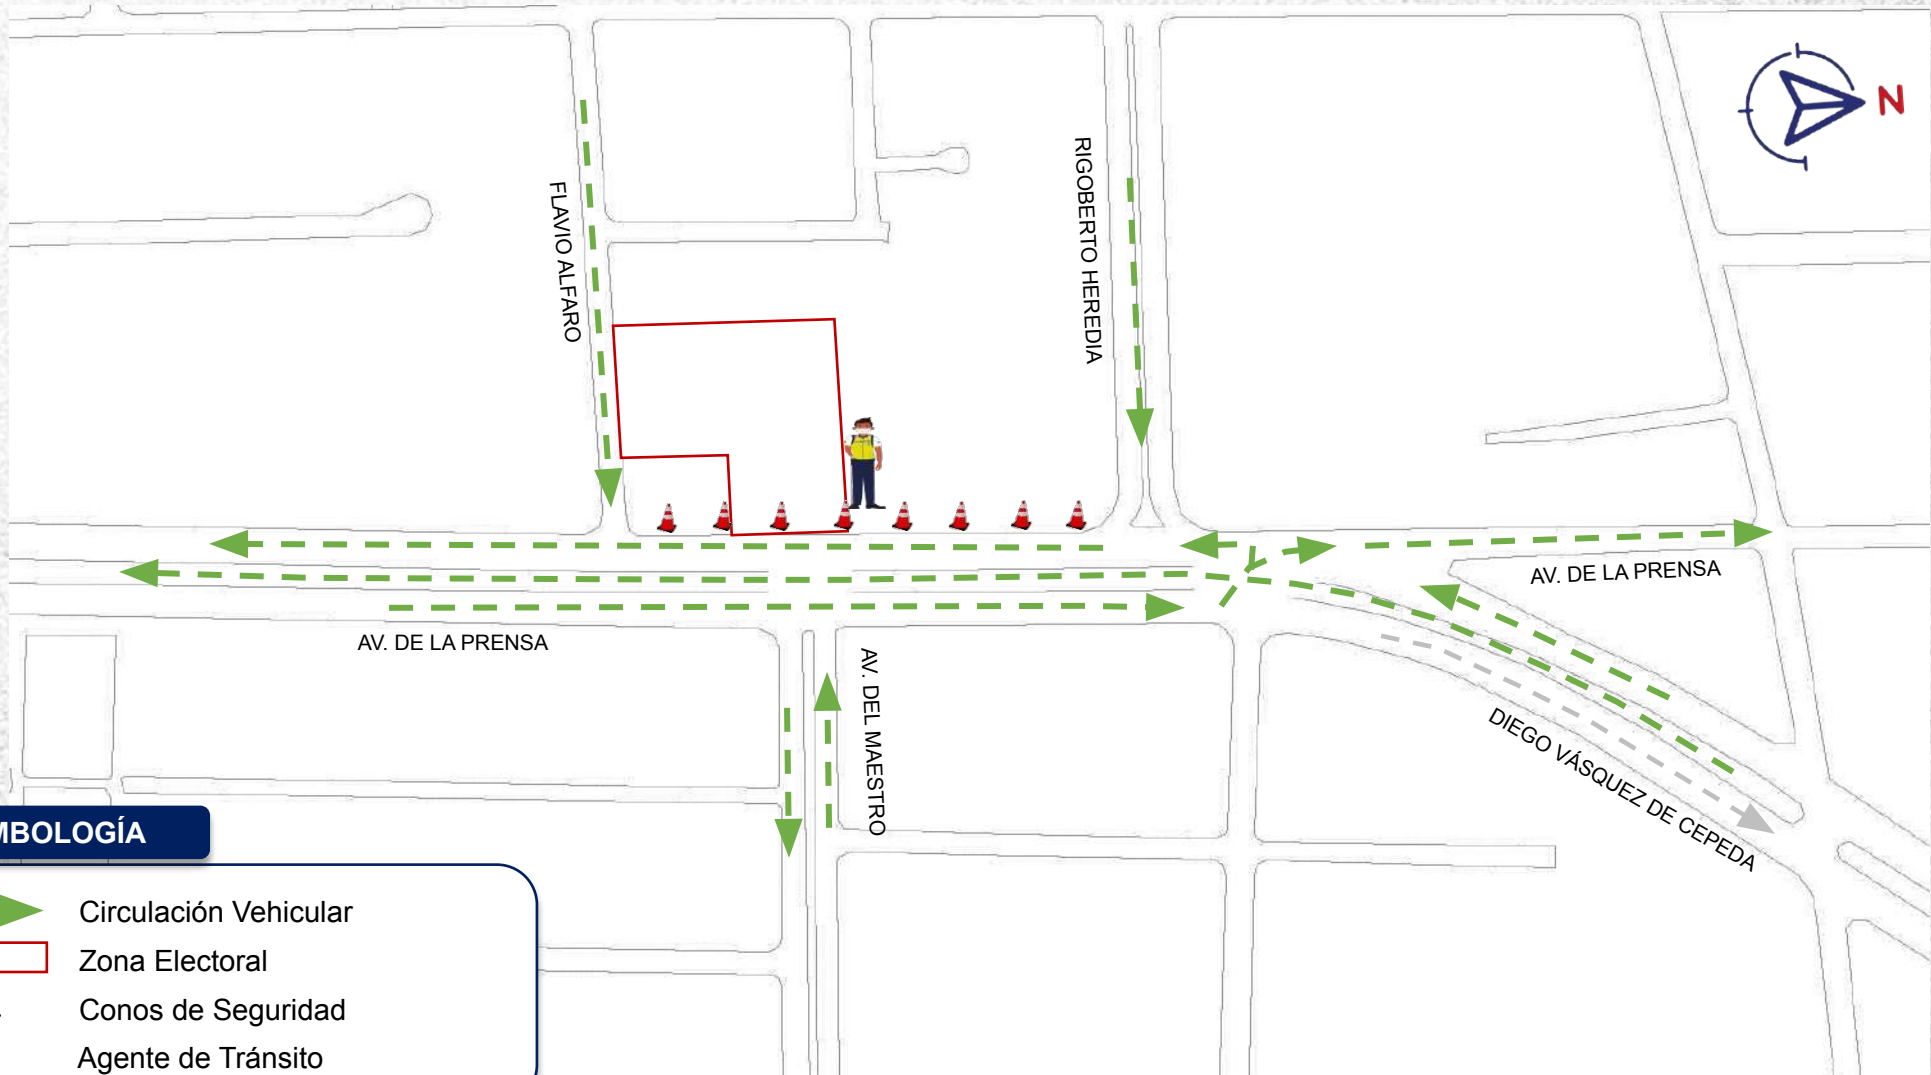 N
FLAVIO ALFARO
RIGOBERTO HEREDIA
AV. DE LA PRENSA
AV. DE LA PRENSA
AV. DEL MAESTRO
DIEGO VÁSQUEZ DE CEPEDA
MBOLOGÍA
Circulación Vehicular
Zona Electoral
Conos de Seguridad
Agente de Tránsito